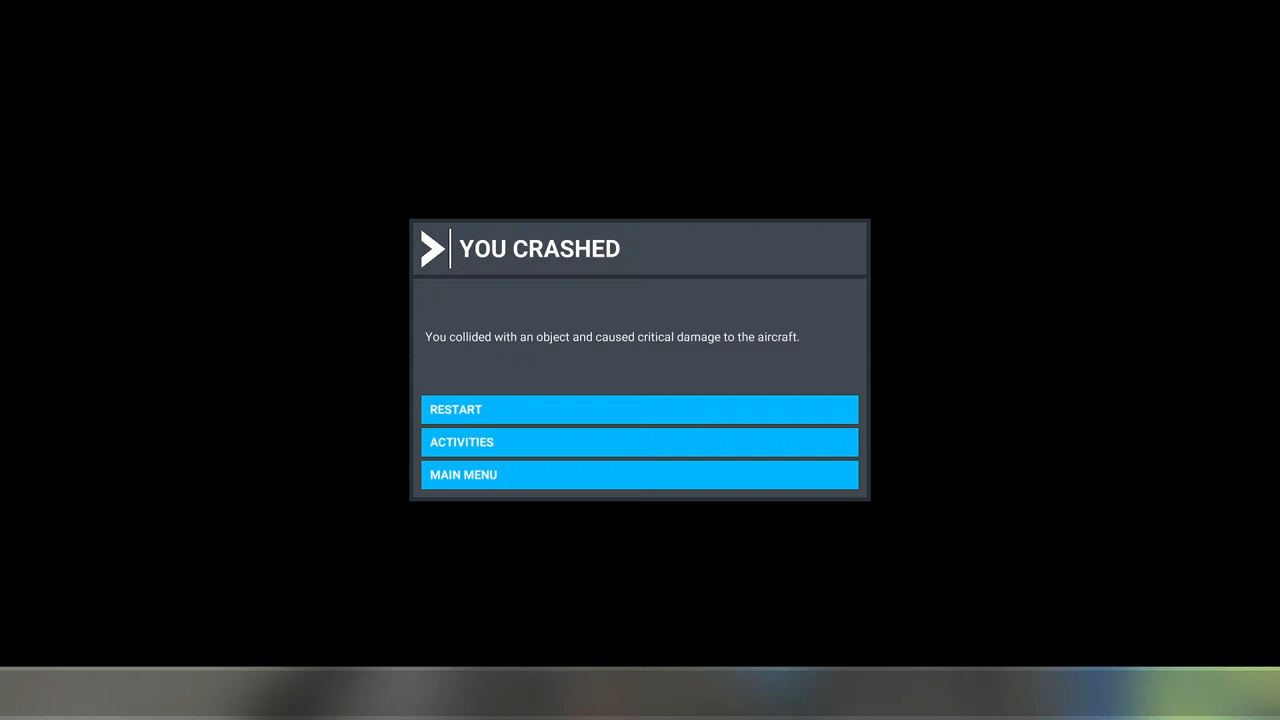 YOU CRASHED
You collided with an object and caused critical damage to the aircraft.
RESTART
ACTIVITIES
MAIN MENU